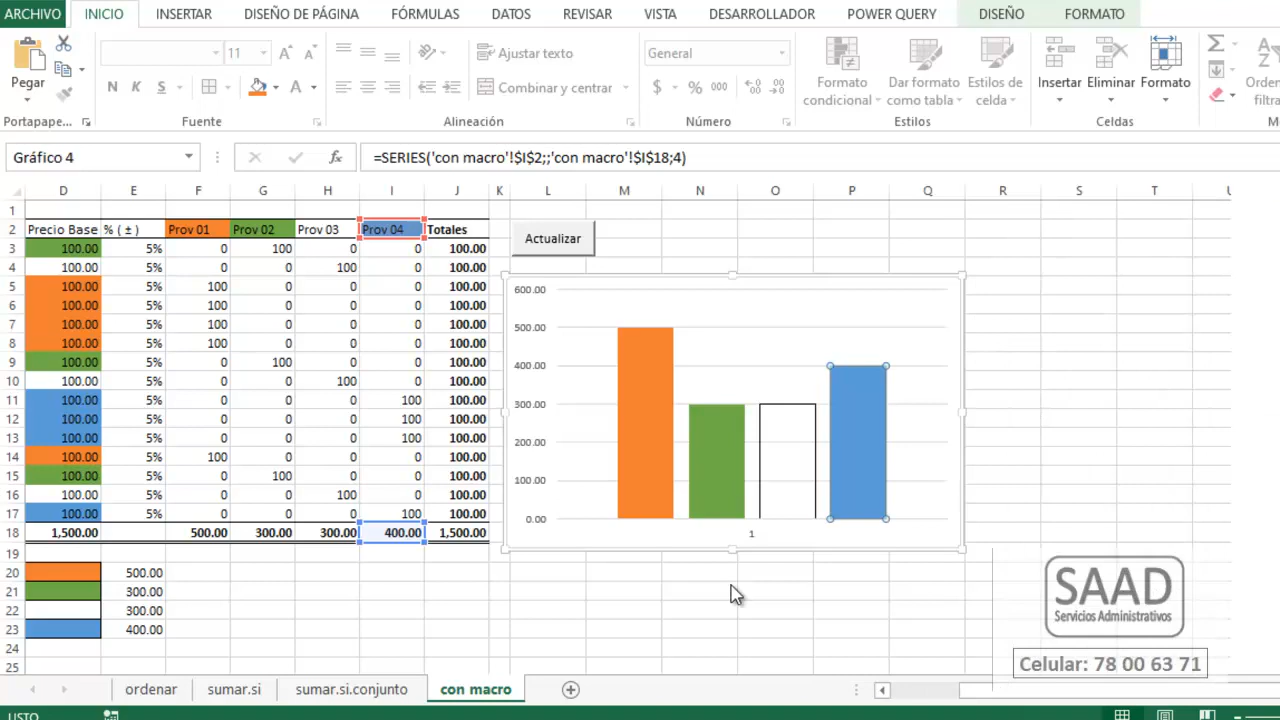 ARCHIVO INICIO INSERTAR DISEÑO DE PÁGINA FÓRMULAS DATOS REVISAR VISTA DESARROLLADOR POWER QUERY DISEÑO FORMATO
Pegar
11
N K S
Ajustar texto
Combinar y centrar
General
$ % 000
Formato condicional
Dar formato como tabla
Estilos de celda
Insertar Eliminar Formato
Portapape... Fuente Alineación Número Estilos Celdas
Gráfico 4 fx =SERIES('con macro'!$I$2;;'con macro'!$I$18;4)
D E F G H I J K L M N O P Q R S T
1
2 Precio Base % ( ± ) Prov 01 Prov 02 Prov 03 Prov 04 Totales
3 100.00 5% 0 100 0 0 100.00
4 100.00 5% 0 0 100 0 100.00
5 100.00 5% 100 0 0 0 100.00
6 100.00 5% 100 0 0 0 100.00
7 100.00 5% 100 0 0 0 100.00
8 100.00 5% 100 0 0 0 100.00
9 100.00 5% 0 100 0 0 100.00
10 100.00 5% 0 0 100 0 100.00
11 100.00 5% 0 0 0 100 100.00
12 100.00 5% 0 0 0 100 100.00
13 100.00 5% 0 0 0 100 100.00
14 100.00 5% 100 0 0 0 100.00
15 100.00 5% 0 100 0 0 100.00
16 100.00 5% 0 0 100 0 100.00
17 100.00 5% 0 0 0 100 100.00
18 1,500.00 500.00 300.00 300.00 400.00 1,500.00
19
20 500.00
21 300.00
22 300.00
23 400.00
24
25
Actualizar
600.00
500.00
400.00
300.00
200.00
100.00
0.00
1
SAAD
Servicios Administrativos
Celular: 78 00 63 71
ordenar sumar.si sumar.si.conjunto con macro
LISTO